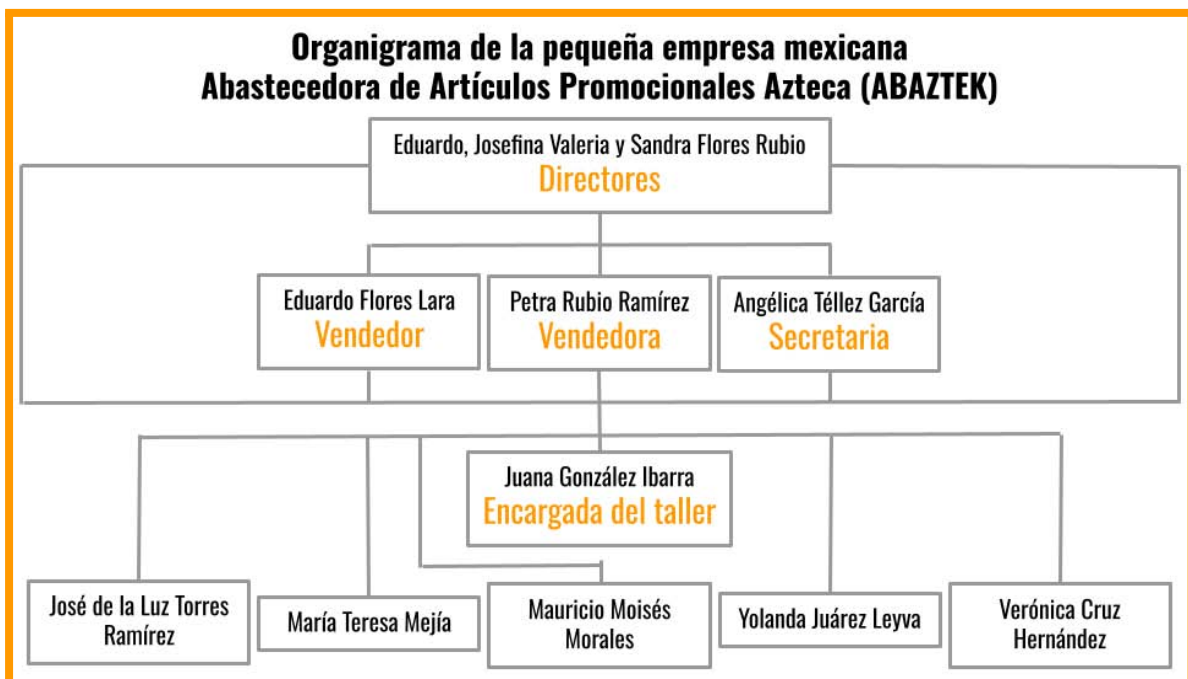 Organigrama de la pequeña empresa mexicana
Abastecedora de Artículos Promocionales Azteca (ABAZTEK)
Eduardo, Josefina Valeria y Sandra Flores Rubio
Directores
Eduardo Flores Lara
Vendedor
Petra Rubio Ramírez
Vendedora
Angélica Téllez García
Secretaria
Juana González Ibarra
Encargada del taller
José de la Luz Torres
Ramírez
María Teresa Mejía
Mauricio Moisés
Morales
Yolanda Juárez Leyva
Verónica Cruz
Hernández